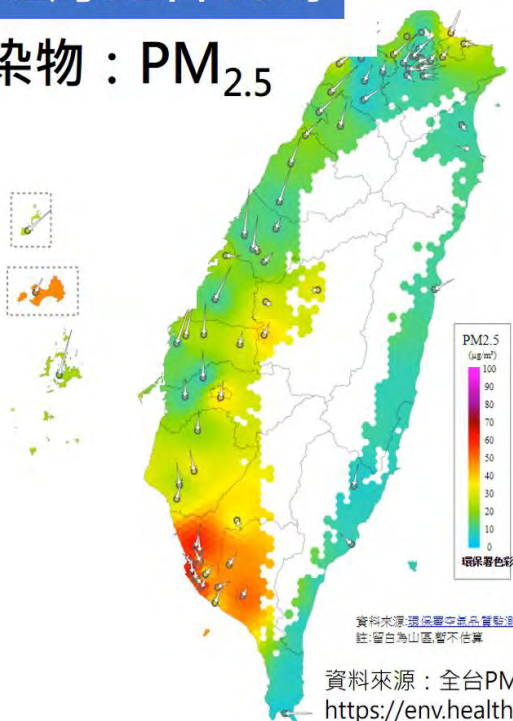 染物：PM2.5
PM2.5
(μg/m³)
100
90
80
70
60
50
40
30
20
10
0
環保署色彩
資料來源:環保署空氣品質監測
註:留白為山區,暫不估算
資料來源：全台PM
https://env.health